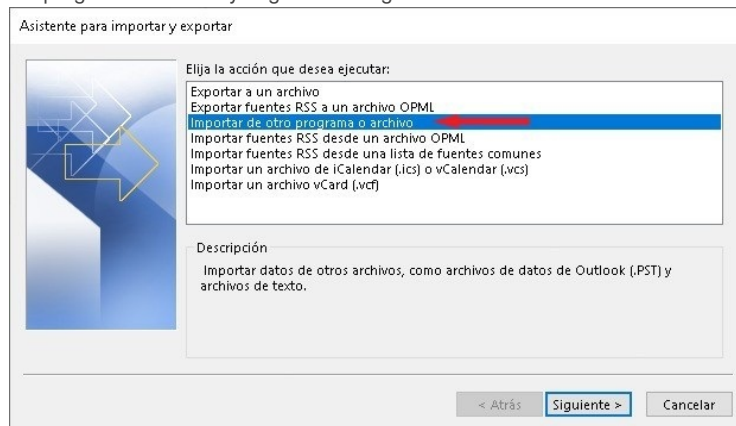 Asistente para importar y exportar
Elija la acción que desea ejecutar:
Exportar a un archivo
Exportar fuentes RSS a un archivo OPML
Importar de otro programa o archivo
Importar fuentes RSS desde un archivo OPML
Importar fuentes RSS desde una lista de fuentes comunes
Importar un archivo de iCalendar (.ics) o vCalendar (.vcs)
Importar un archivo vCard (.vcf)
Descripción
Importar datos de otros archivos, como archivos de datos de Outlook (.PST) y
archivos de texto.
< Atrás
Siguiente >
Cancelar